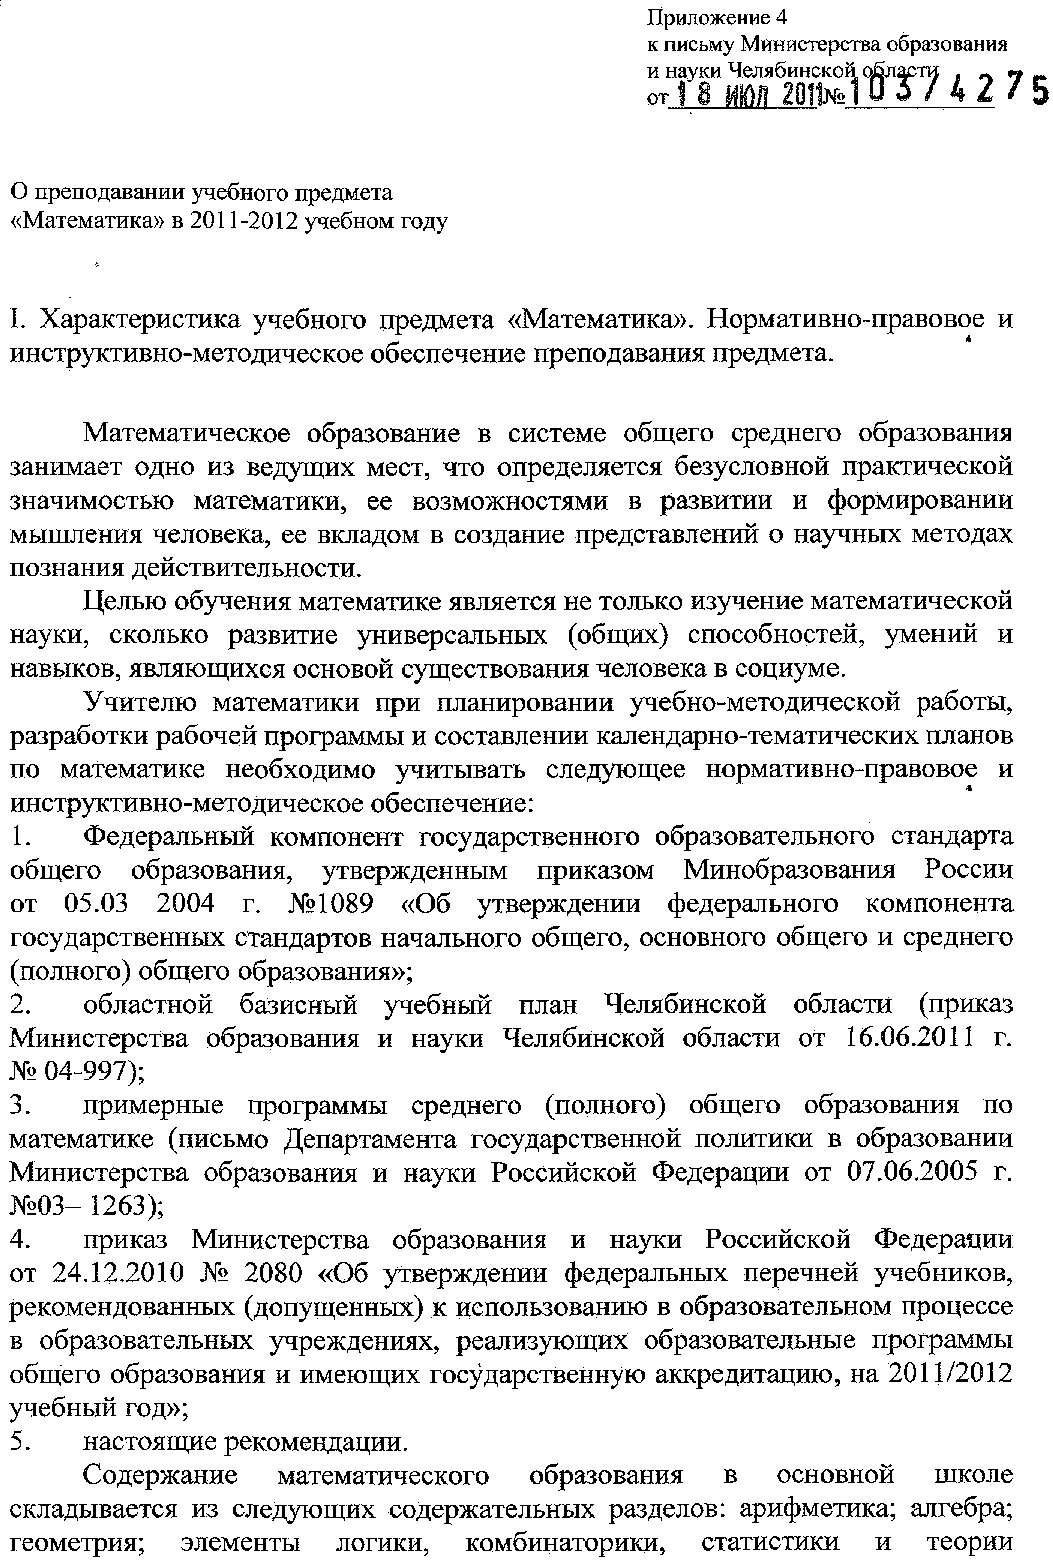 Приложение 4
к письму Министерства образования
и науки Челябинской области
от 18 ИЮЛ 2011 № 103/4275
О преподавании учебного предмета
«Математика» в 2011-2012 учебном году
I. Характеристика учебного предмета «Математика». Нормативно-правовое и
инструктивно-методическое обеспечение преподавания предмета.
Математическое образование в системе общего среднего образования
занимает одно из ведущих мест, что определяется безусловной практической
значимостью математики, ее возможностями в развитии и формировании
мышления человека, ее вкладом в создание представлений о научных методах
познания действительности.
Целью обучения математике является не только изучение математической
науки, сколько развитие универсальных (общих) способностей, умений и
навыков, являющихся основой существования человека в социуме.
Учителю математики при планировании учебно-методической работы,
разработки рабочей программы и составлении календарно-тематических планов
по математике необходимо учитывать следующее нормативно-правовое и
инструктивно-методическое обеспечение:
1. Федеральный компонент государственного образовательного стандарта
общего образования, утвержденным приказом Минобразования России
от 05.03 2004 г. №1089 «Об утверждении федерального компонента
государственных стандартов начального общего, основного общего и среднего
(полного) общего образования»;
2. областной базисный учебный план Челябинской области (приказ
Министерства образования и науки Челябинской области от 16.06.2011 г.
№ 04-997);
3. примерные программы среднего (полного) общего образования по
математике (письмо Департамента государственной политики в образовании
Министерства образования и науки Российской Федерации от 07.06.2005 г.
№03– 1263);
4. приказ Министерства образования и науки Российской Федерации
от 24.12.2010 № 2080 «Об утверждении федеральных перечней учебников,
рекомендованных (допущенных) к использованию в образовательном процессе
в образовательных учреждениях, реализующих образовательные программы
общего образования и имеющих государственную аккредитацию, на 2011/2012
учебный год»;
5. настоящие рекомендации.
Содержание математического образования в основной школе
складывается из следующих содержательных разделов: арифметика; алгебра;
геометрия; элементы логики, комбинаторики, статистики и теории